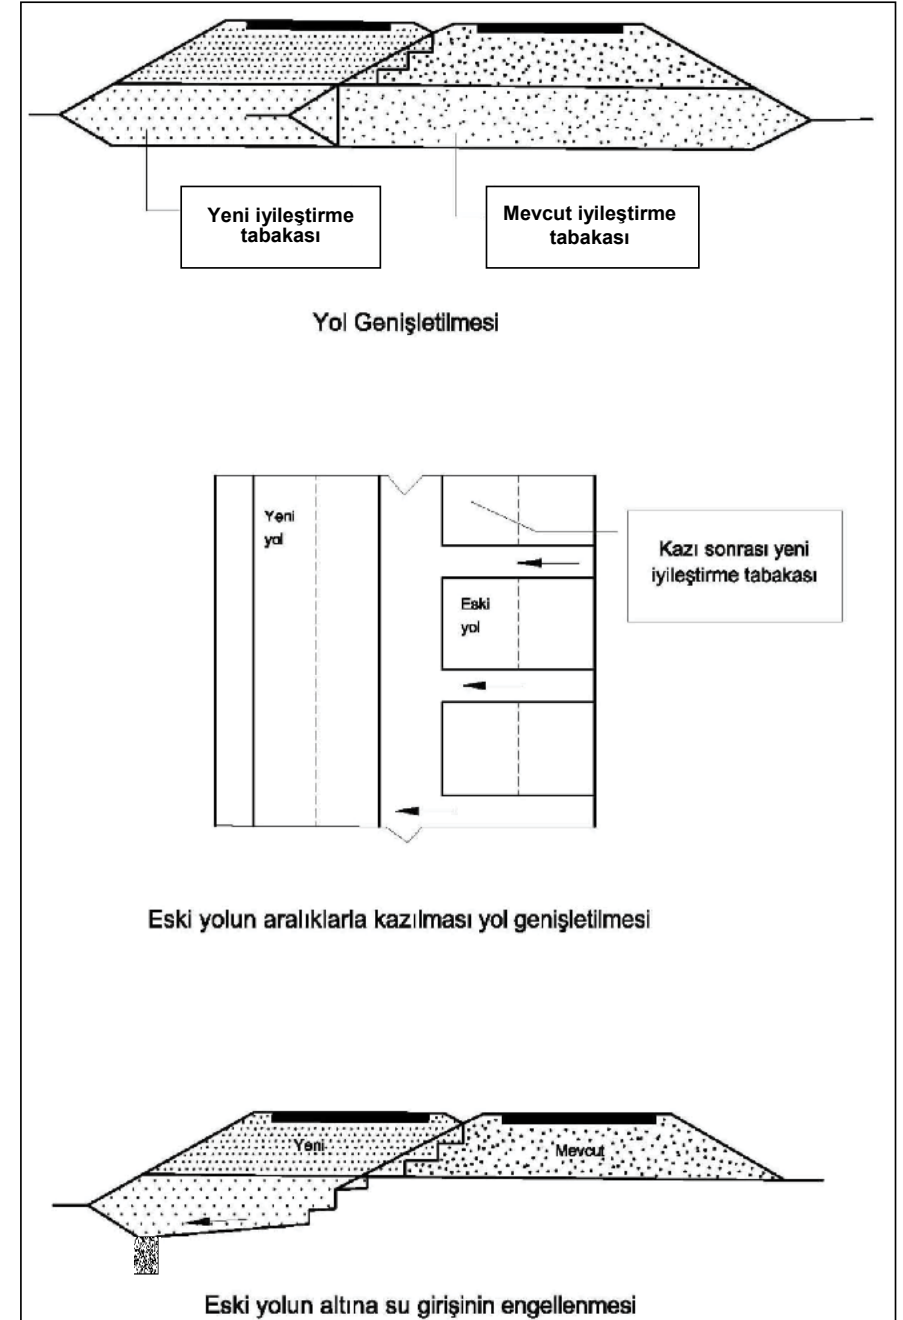 Yeni iyileştirme
tabakası
Mevcut iyileştirme
tabakası
Yol Genişletilmesi
Yeni
yol
Kazı sonrası yeni
iyileştirme tabakası
Eski
yol
Eski yolun aralıklarla kazılması yol genişletilmesi
Yeni
Mevcut
Eski yolun altına su girişinin engellenmesi